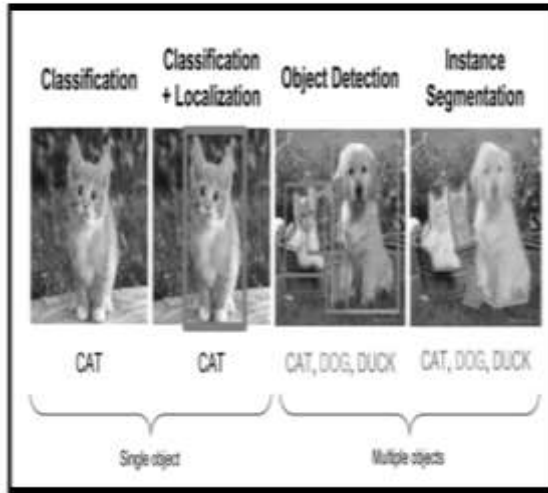 Classification
Classification
+ Localization
Object Detection
Instance
Segmentation
CAT
CAT
CAT, DOG, DUCK
CAT, DOG, DUCK
Single object
Multiple objects